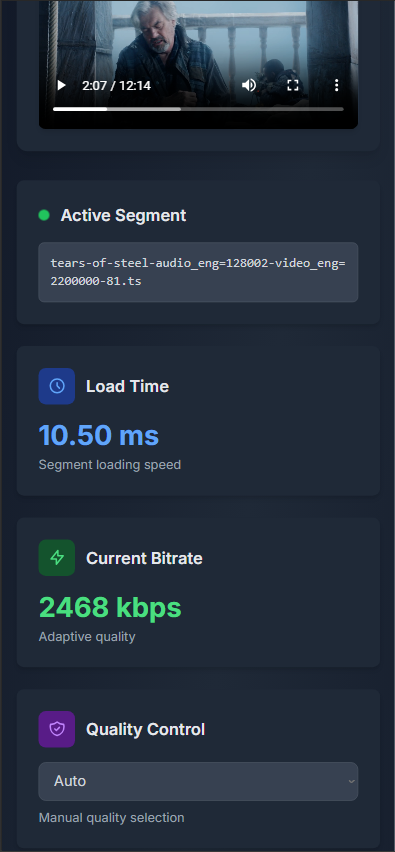 2:07 / 12:14
Active Segment
tears-of-steel-audio_eng=128002-video_eng=
2200000-81.ts
Load Time
10.50 ms
Segment loading speed
Current Bitrate
2468 kbps
Adaptive quality
Quality Control
Auto
Manual quality selection